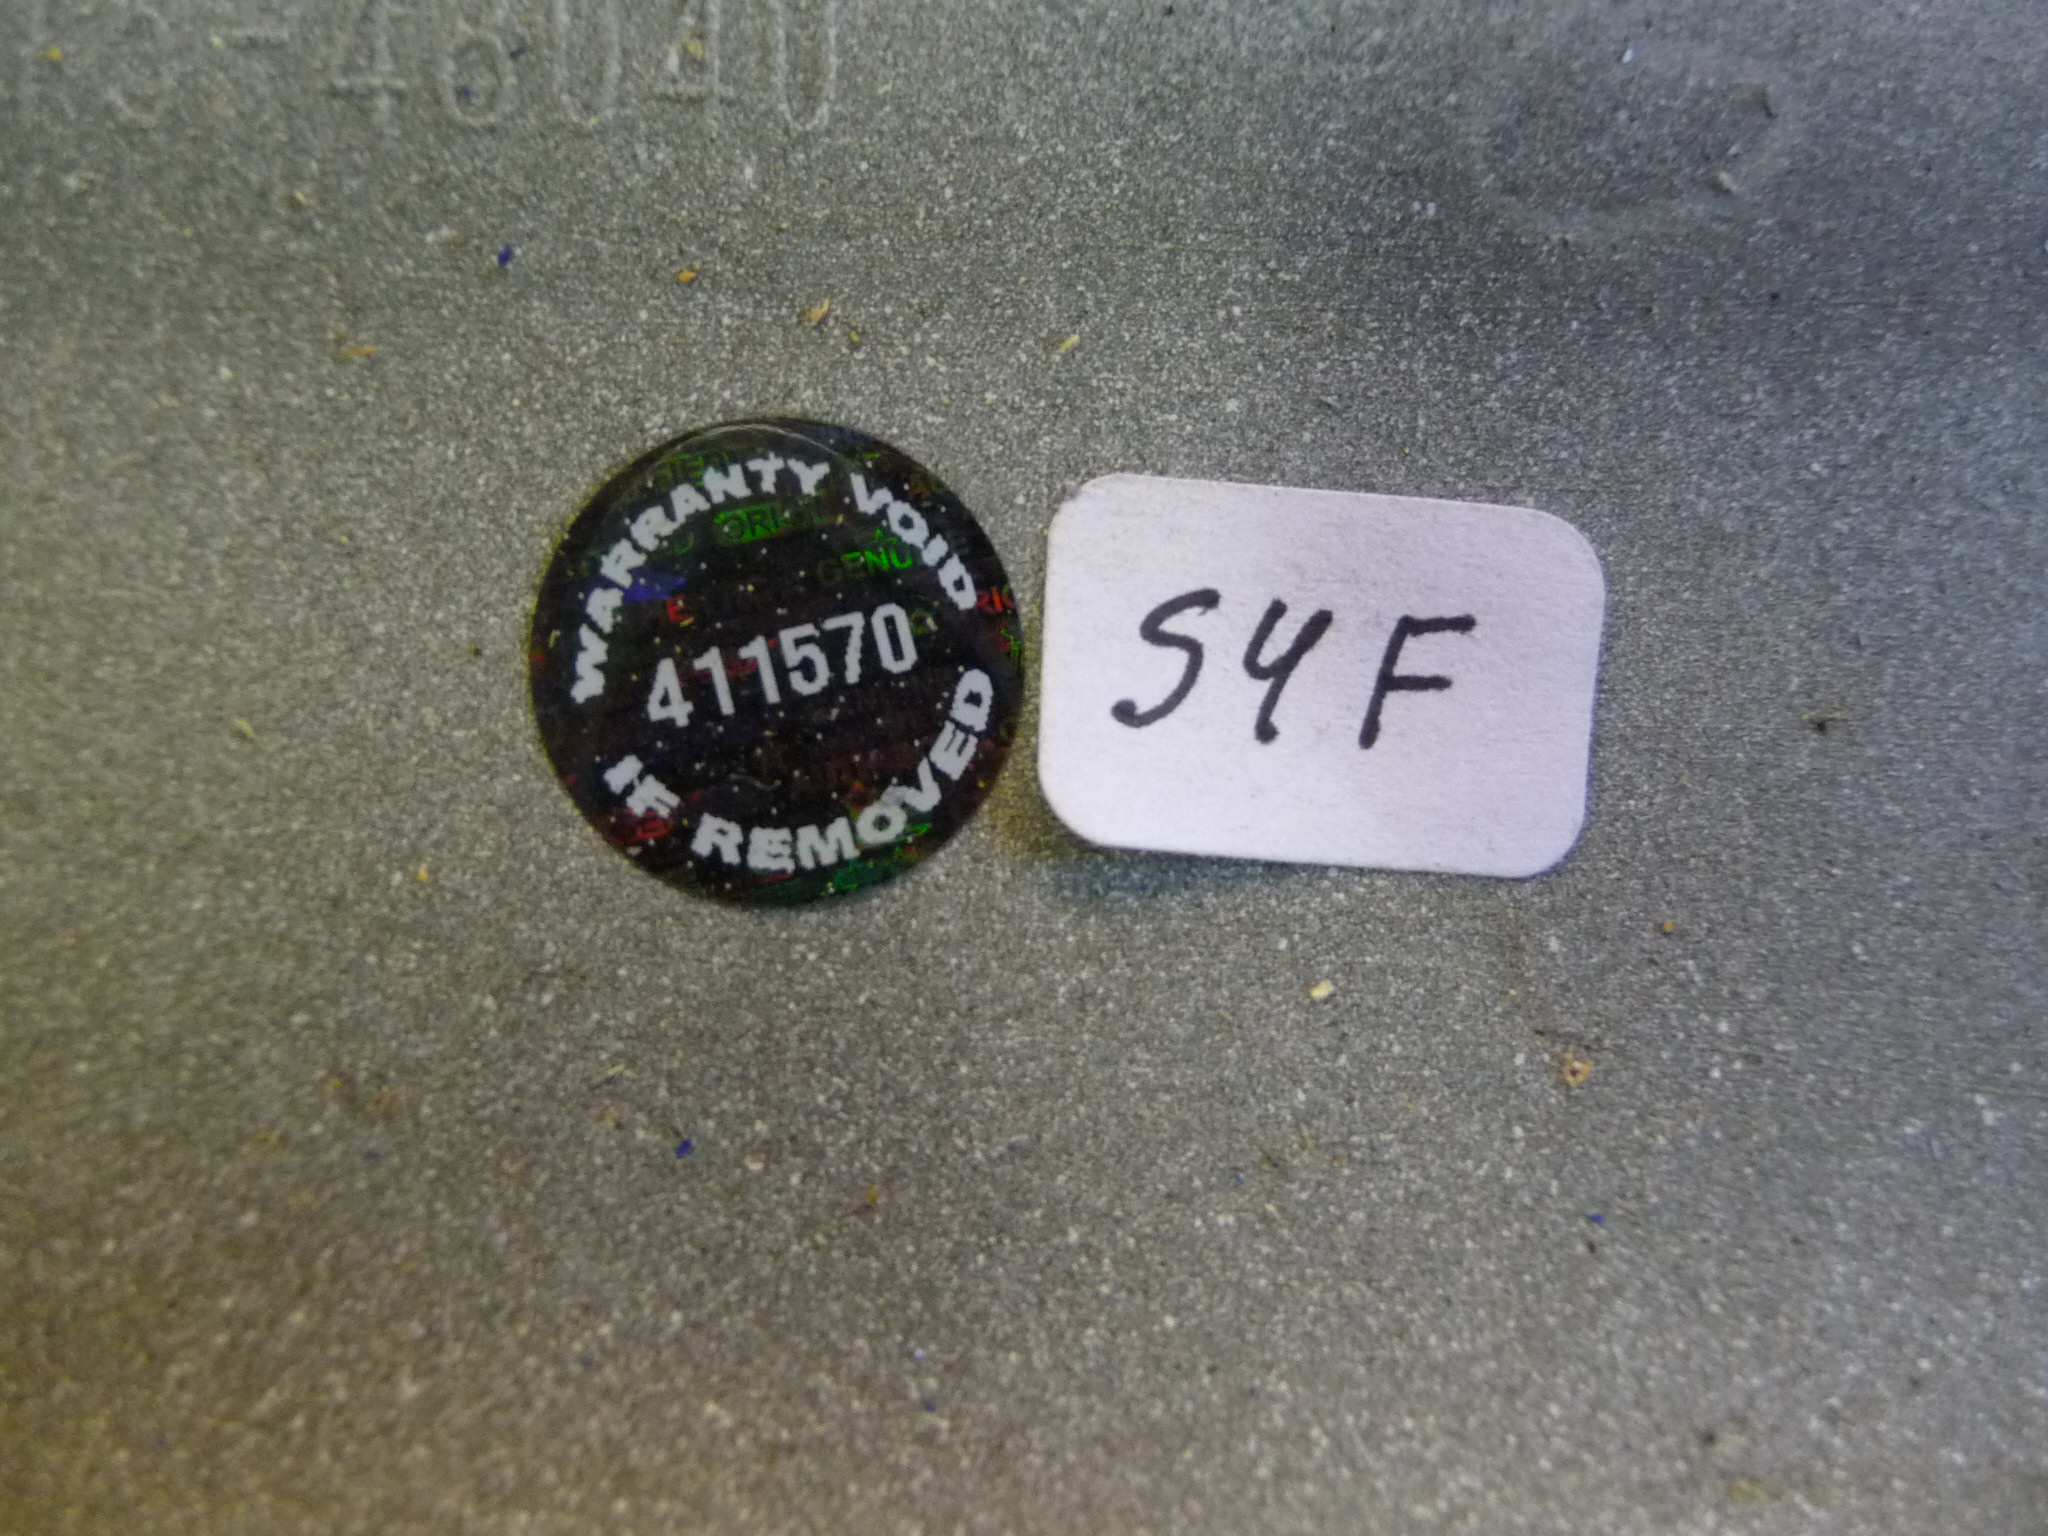 WARRANTY VOID
411570
IF REMOVED
S4F